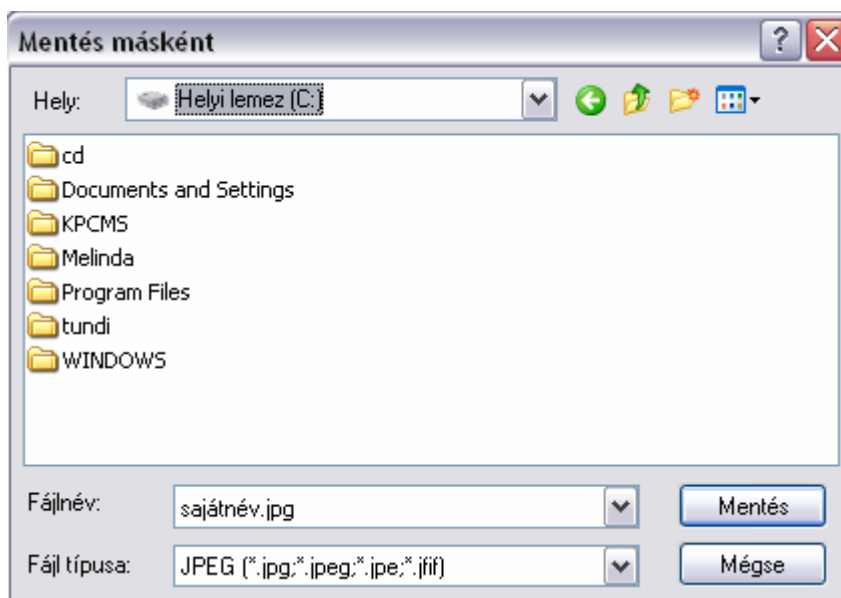 Mentés másként
Hely: Helyi lemez (C:)
cd
Documents and Settings
KPCMS
Melinda
Program Files
tundi
WINDOWS
Fájlnév: sajátnév.jpg Mentés
Fájl típusa: JPEG (*.jpg;*.jpeg;*.jpe;*.jfif) Mégse